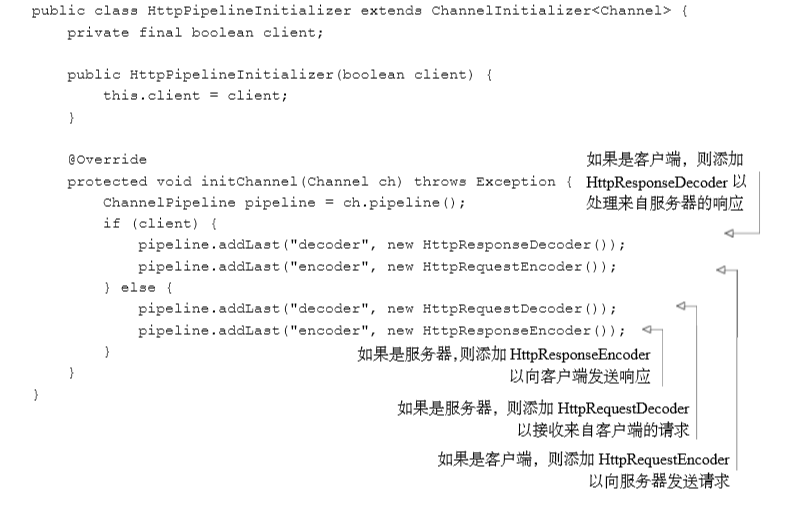 public class HttpPipelineInitializer extends ChannelInitializer<Channel> {
private final boolean client;
public HttpPipelineInitializer(boolean client) {
this.client = client;
}
@Override
protected void initChannel(Channel ch) throws Exception {
ChannelPipeline pipeline = ch.pipeline();
if (client) {
pipeline.addLast("decoder", new HttpResponseDecoder());
pipeline.addLast("encoder", new HttpRequestEncoder());
} else {
pipeline.addLast("decoder", new HttpRequestDecoder());
pipeline.addLast("encoder", new HttpResponseEncoder());
}
}
}
如果是客户端，则添加
HttpResponseDecoder 以
处理来自服务器的响应
如果是服务器,则添加 HttpResponseEncoder
以向客户端发送响应
如果是服务器，则添加 HttpRequestDecoder
以接收来自客户端的请求
如果是客户端，则添加 HttpRequestEncoder
以向服务器发送请求